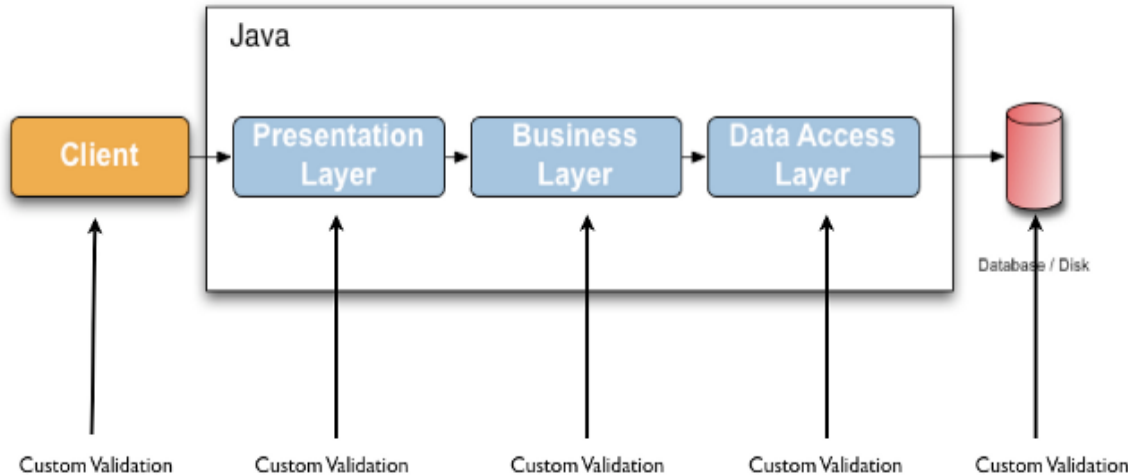 Java
Client
Presentation
Layer
Business
Layer
Data Access
Layer
Database / Disk
Custom Validation
Custom Validation
Custom Validation
Custom Validation
Custom Validation